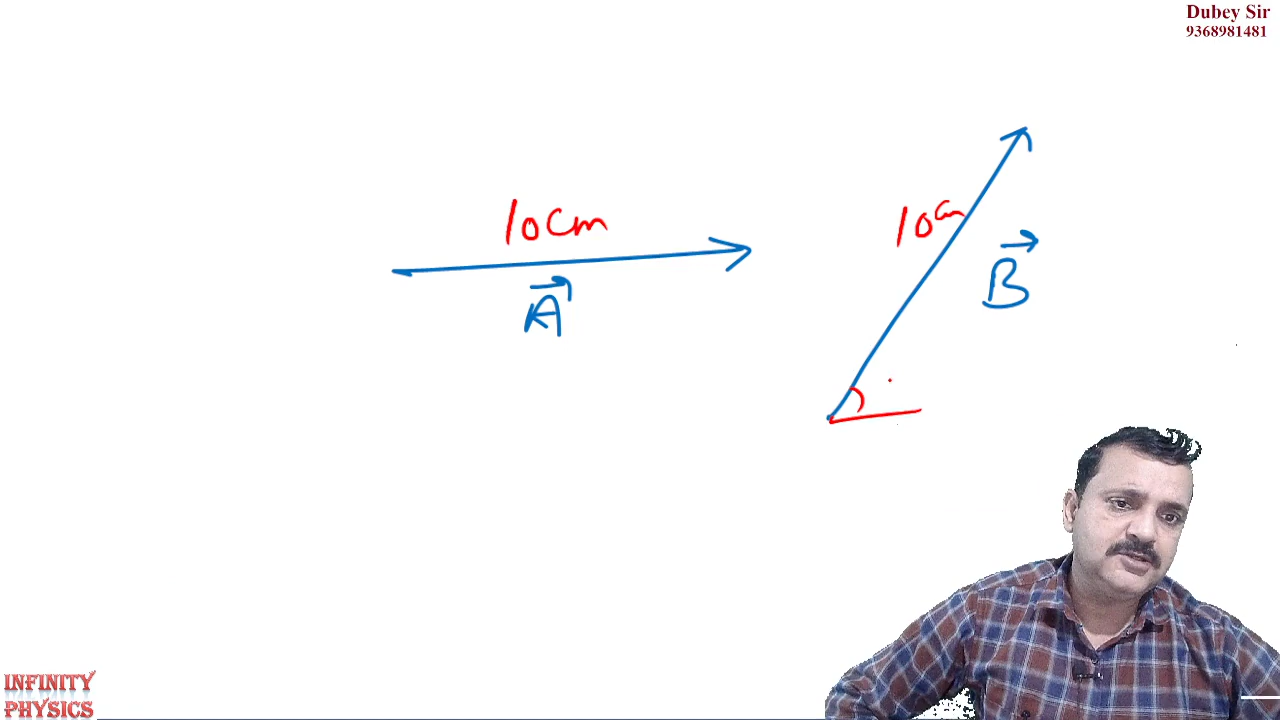 Dubey Sir
9368981481
10cm
A
10cm
B
INFINITY
PHYSICS